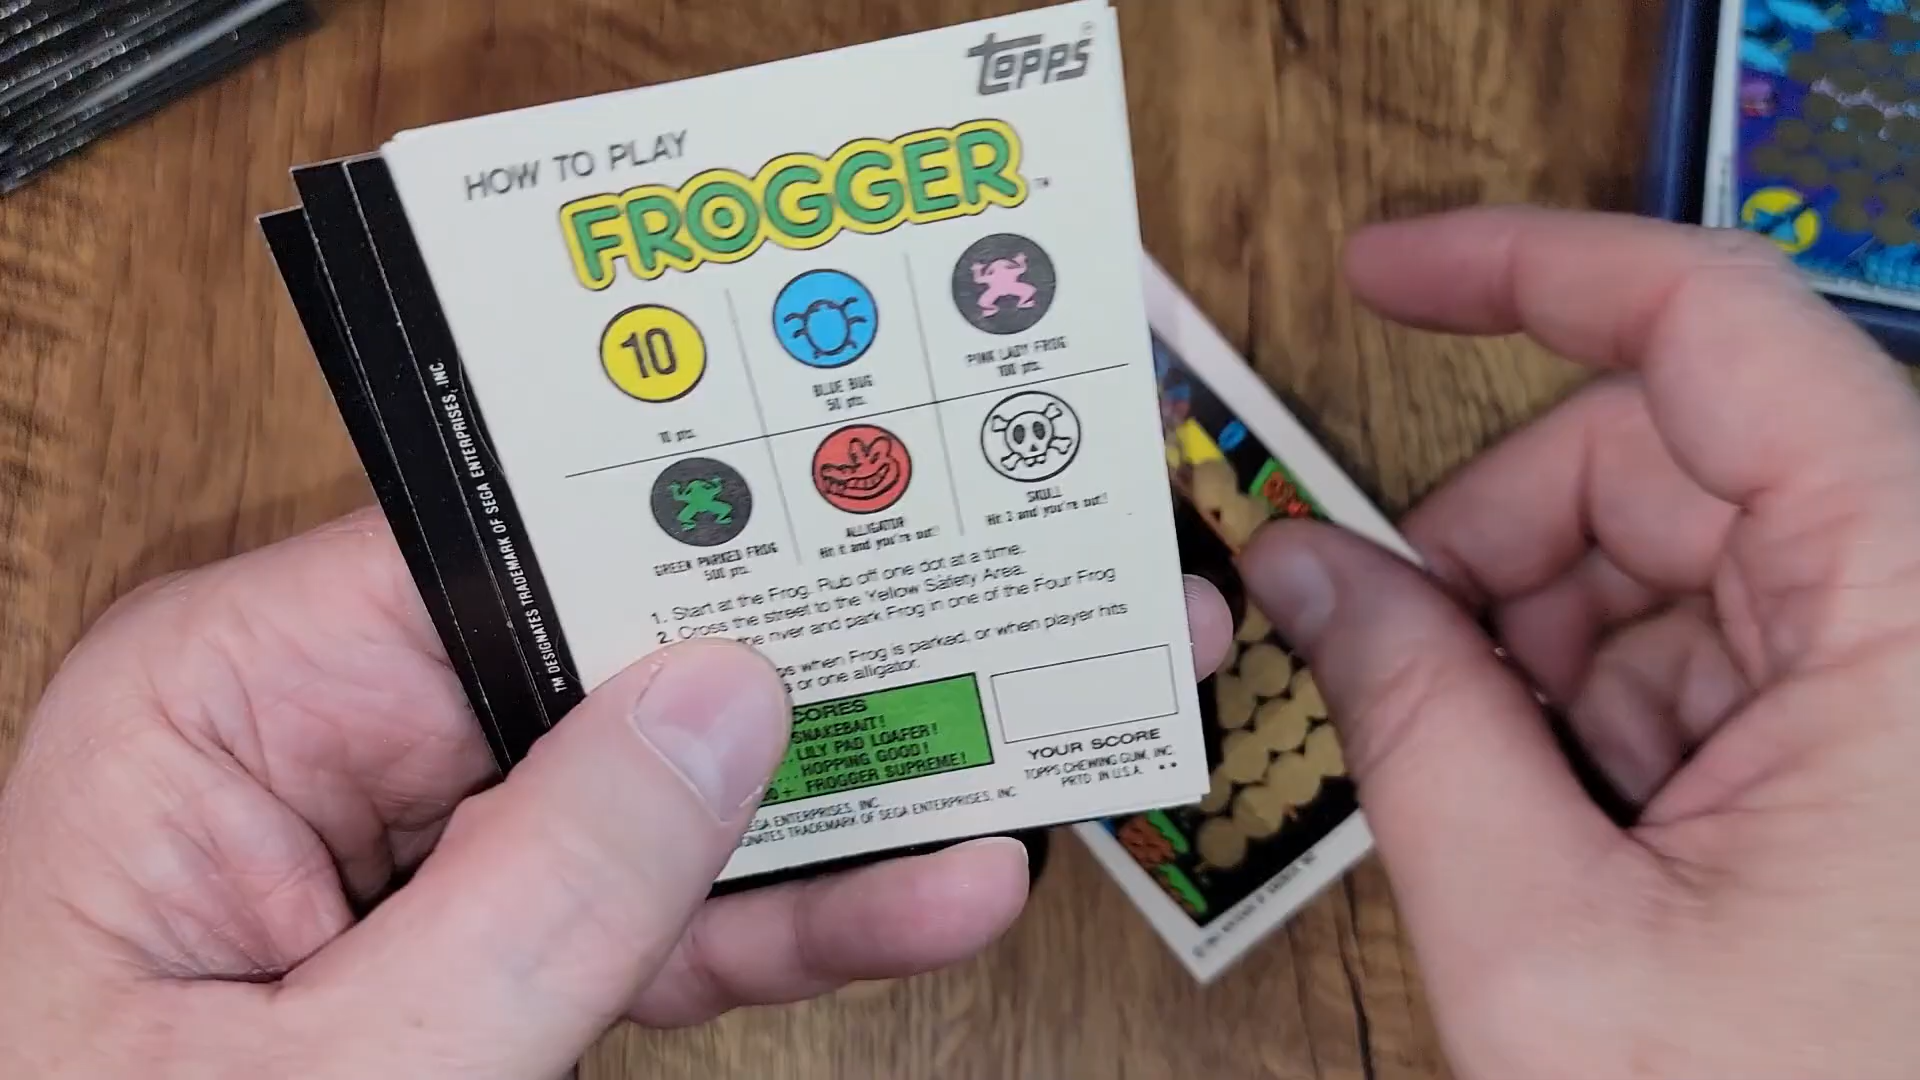 topps®
HOW TO PLAY
FROGGER™
10
10 pts.
BLUE BUG
50 pts.
PINK LADY FROG
100 pts.
GREEN PARKED FROG
500 pts.
ALLIGATOR
Hit it and you're out!
SKULL
Hit 3 and you're out!
1. Start at the Frog. Rub off one dot at a time.
2. Cross the street to the Yellow Safety Area.
the river and park Frog in one of the Four Frog
when Frog is parked, or when player hits
or one alligator.
SCORES
SNAKEBAIT!
LILY PAD LOAFER!
HOPPING GOOD!
+ FROGGER SUPREME!
YOUR SCORE
TOPPS CHEWING GUM, INC.
PRTD. IN U.S.A. **
SEGA ENTERPRISES, INC.
TRADEMARK OF SEGA ENTERPRISES, INC
TM DESIGNATES TRADEMARK OF SEGA ENTERPRISES, INC.